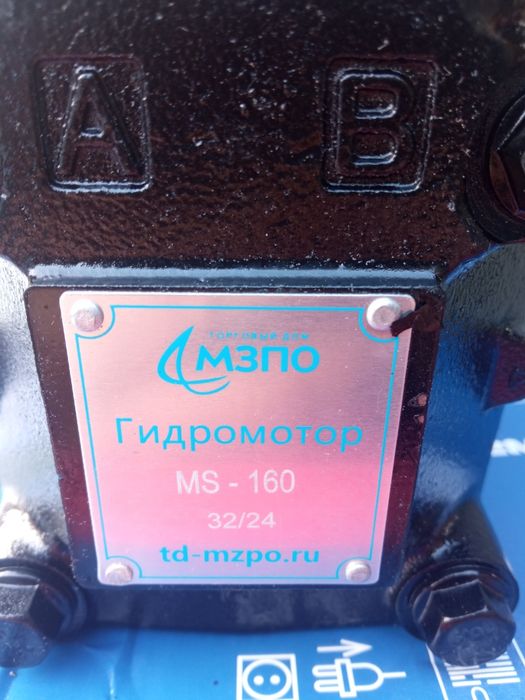 A B
ТОРГОВЫЙ ДОМ
МЗПО
Гидромотор
MS - 160
32/24
td-mzpo.ru